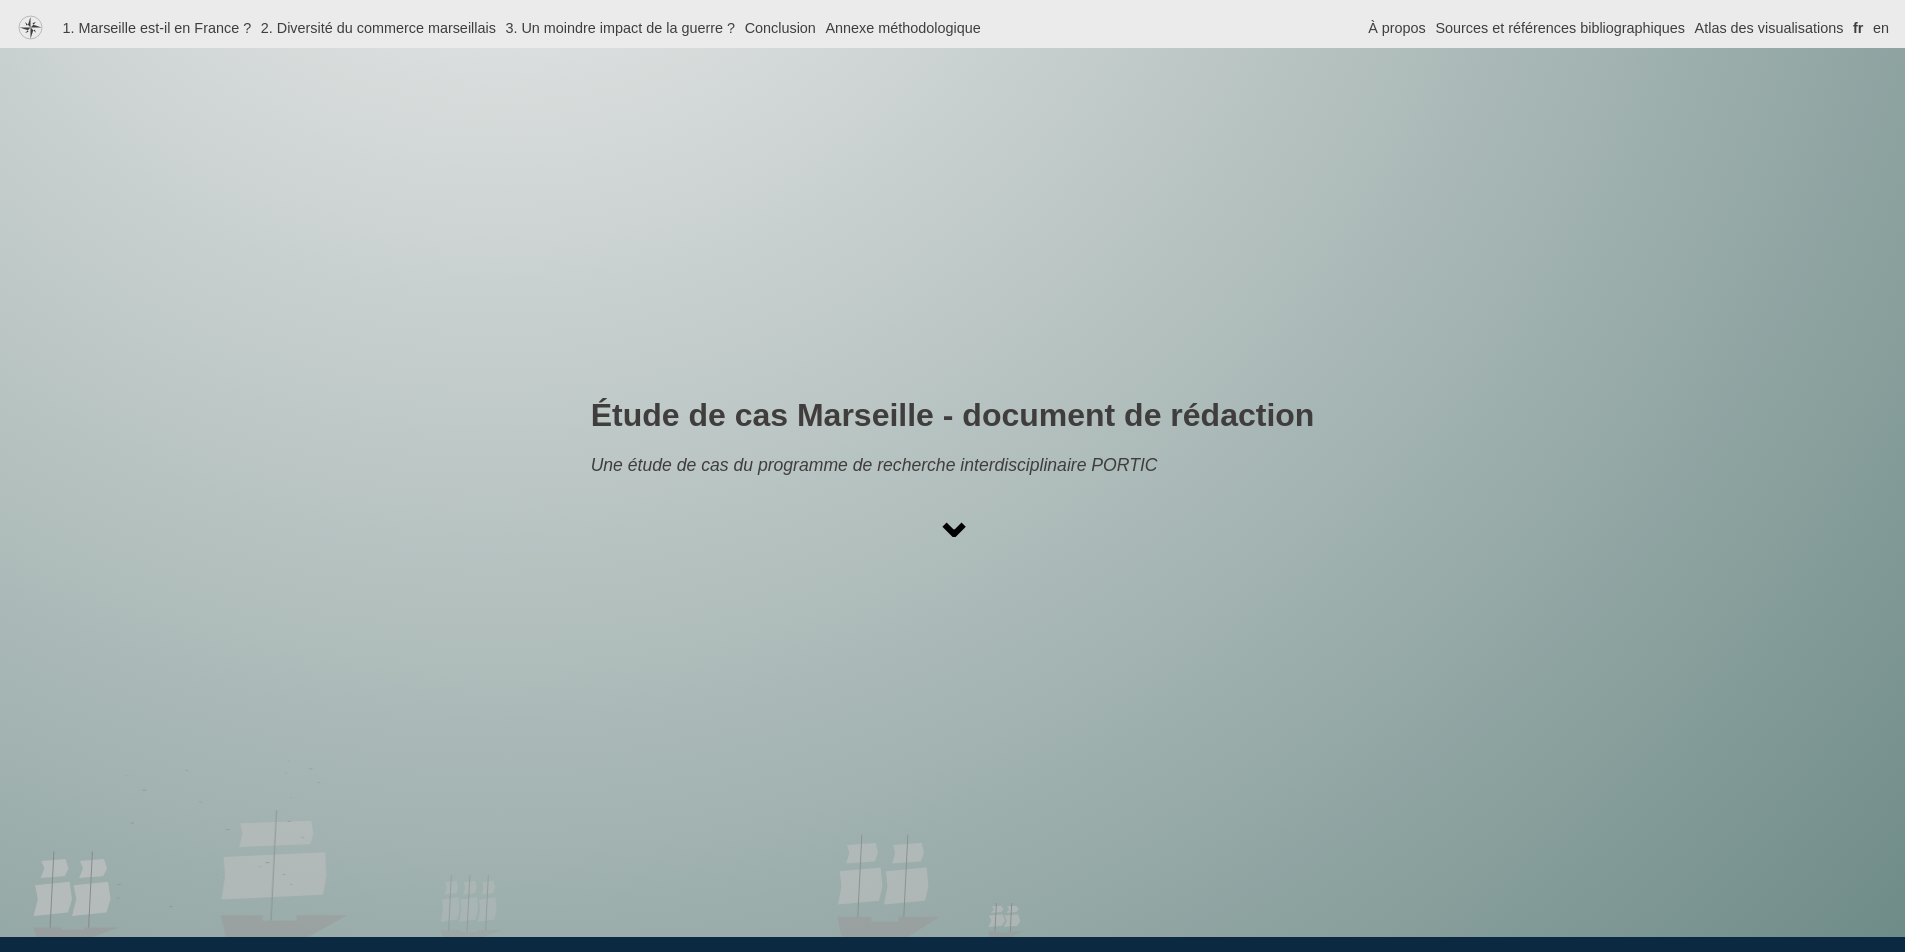 1. Marseille est-il en France ? 2. Diversité du commerce marseillais 3. Un moindre impact de la guerre ? Conclusion Annexe méthodologique À propos Sources et références bibliographiques Atlas des visualisations fr en
Étude de cas Marseille - document de rédaction
Une étude de cas du programme de recherche interdisciplinaire PORTIC